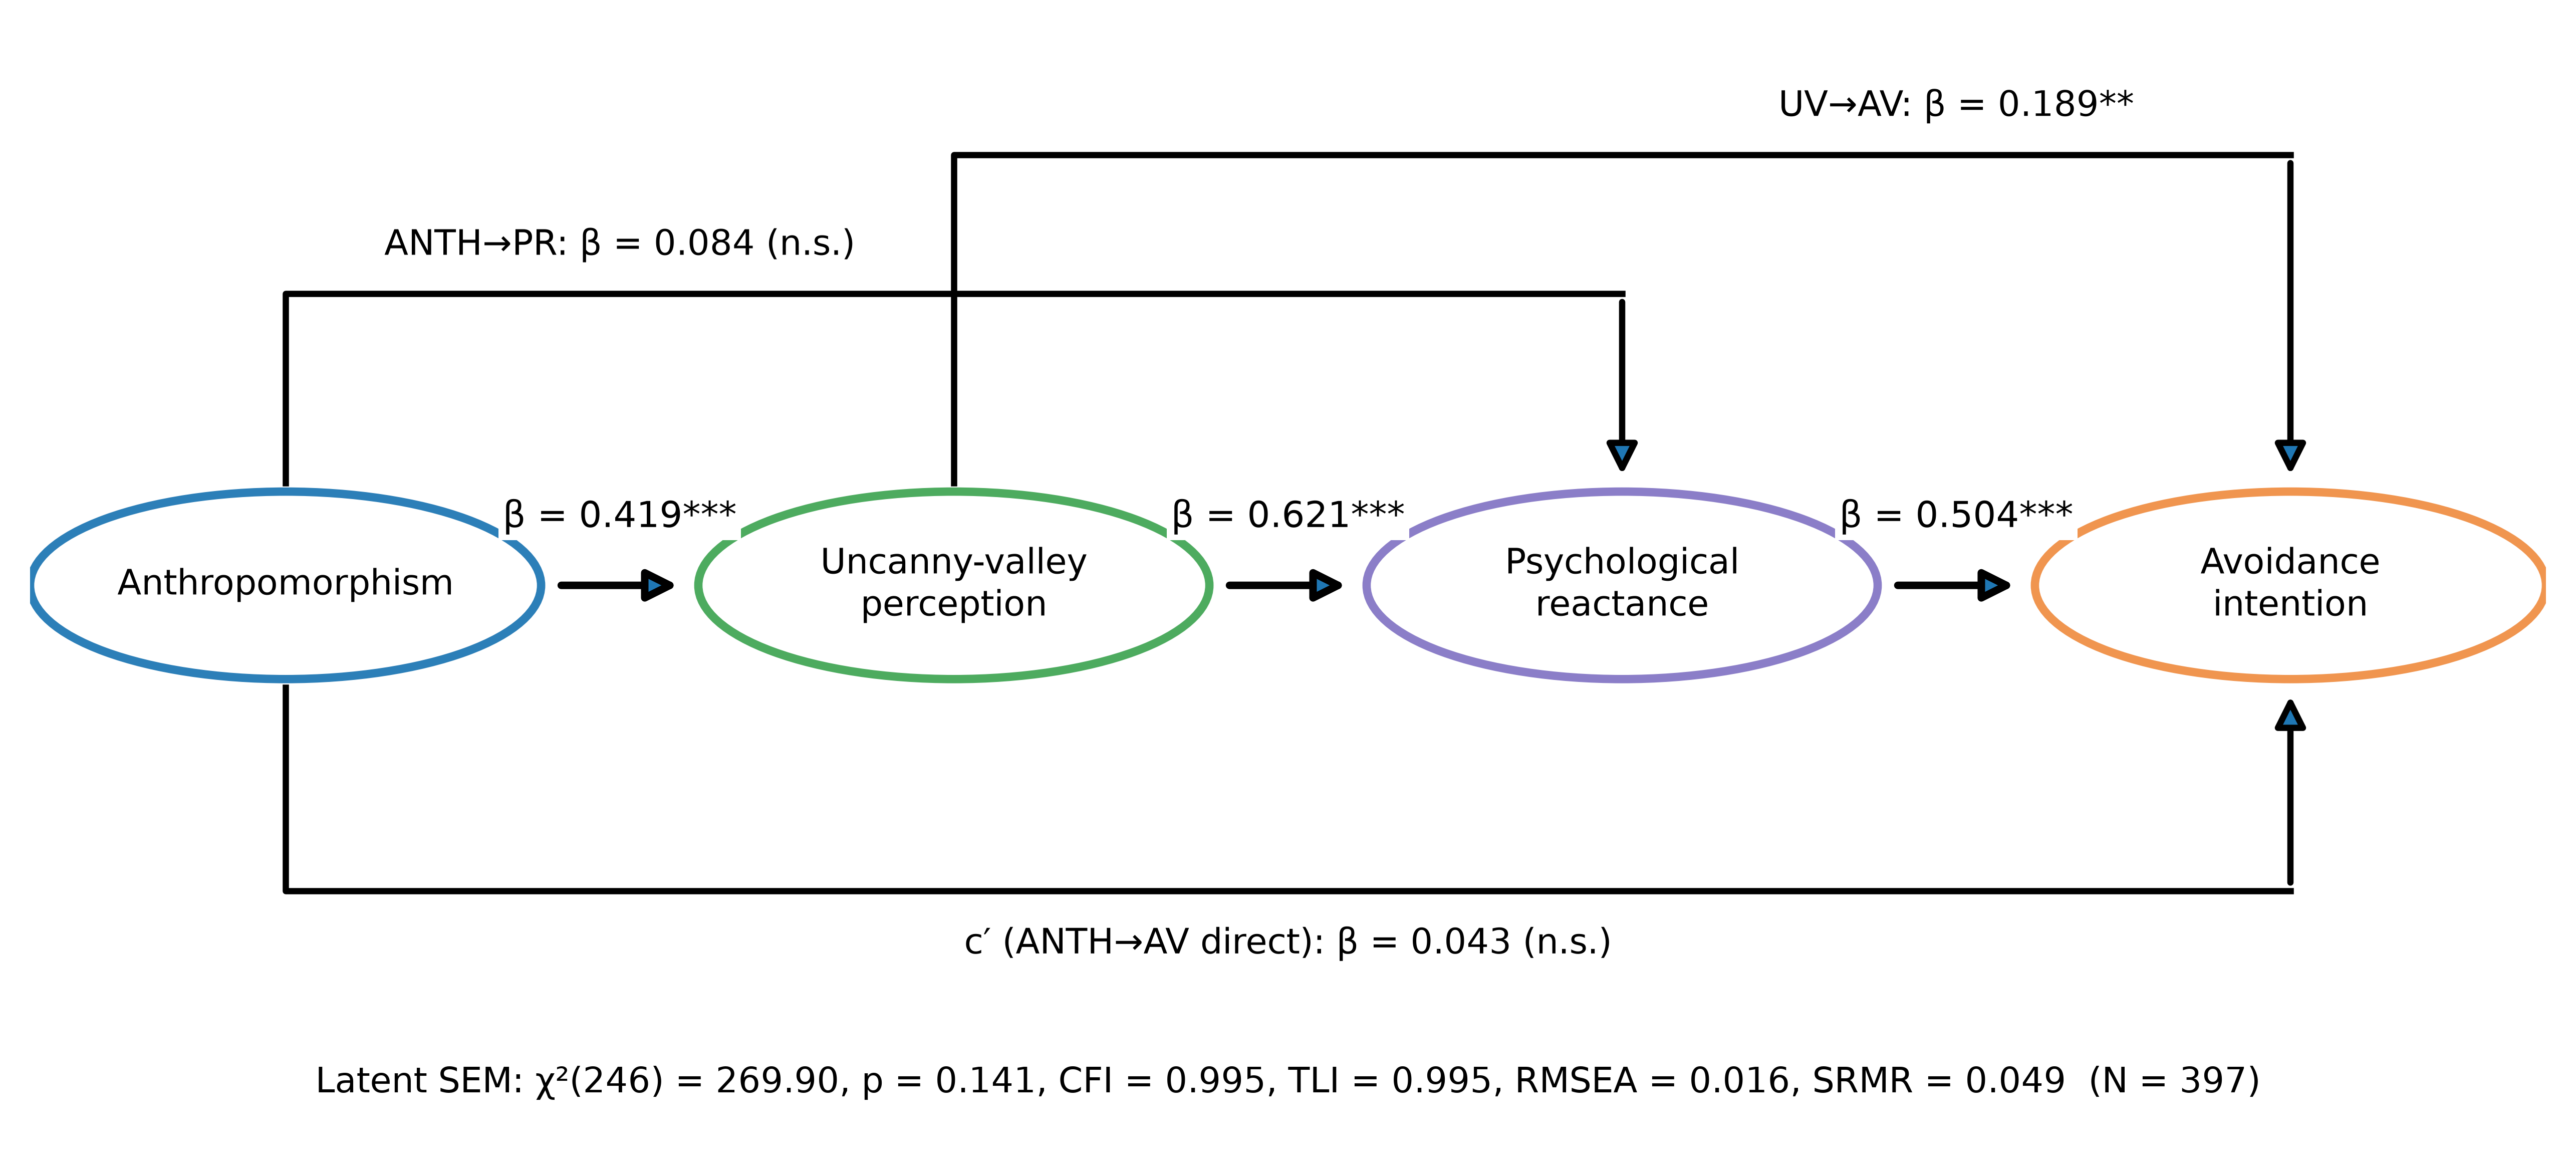 UV→AV: β = 0.189**
ANTH→PR: β = 0.084 (n.s.)
β = 0.419***
β = 0.621***
β = 0.504***
Anthropomorphism
Uncanny-valley
perception
Psychological
reactance
Avoidance
intention
c′ (ANTH→AV direct): β = 0.043 (n.s.)
Latent SEM: χ²(246) = 269.90, p = 0.141, CFI = 0.995, TLI = 0.995, RMSEA = 0.016, SRMR = 0.049  (N = 397)